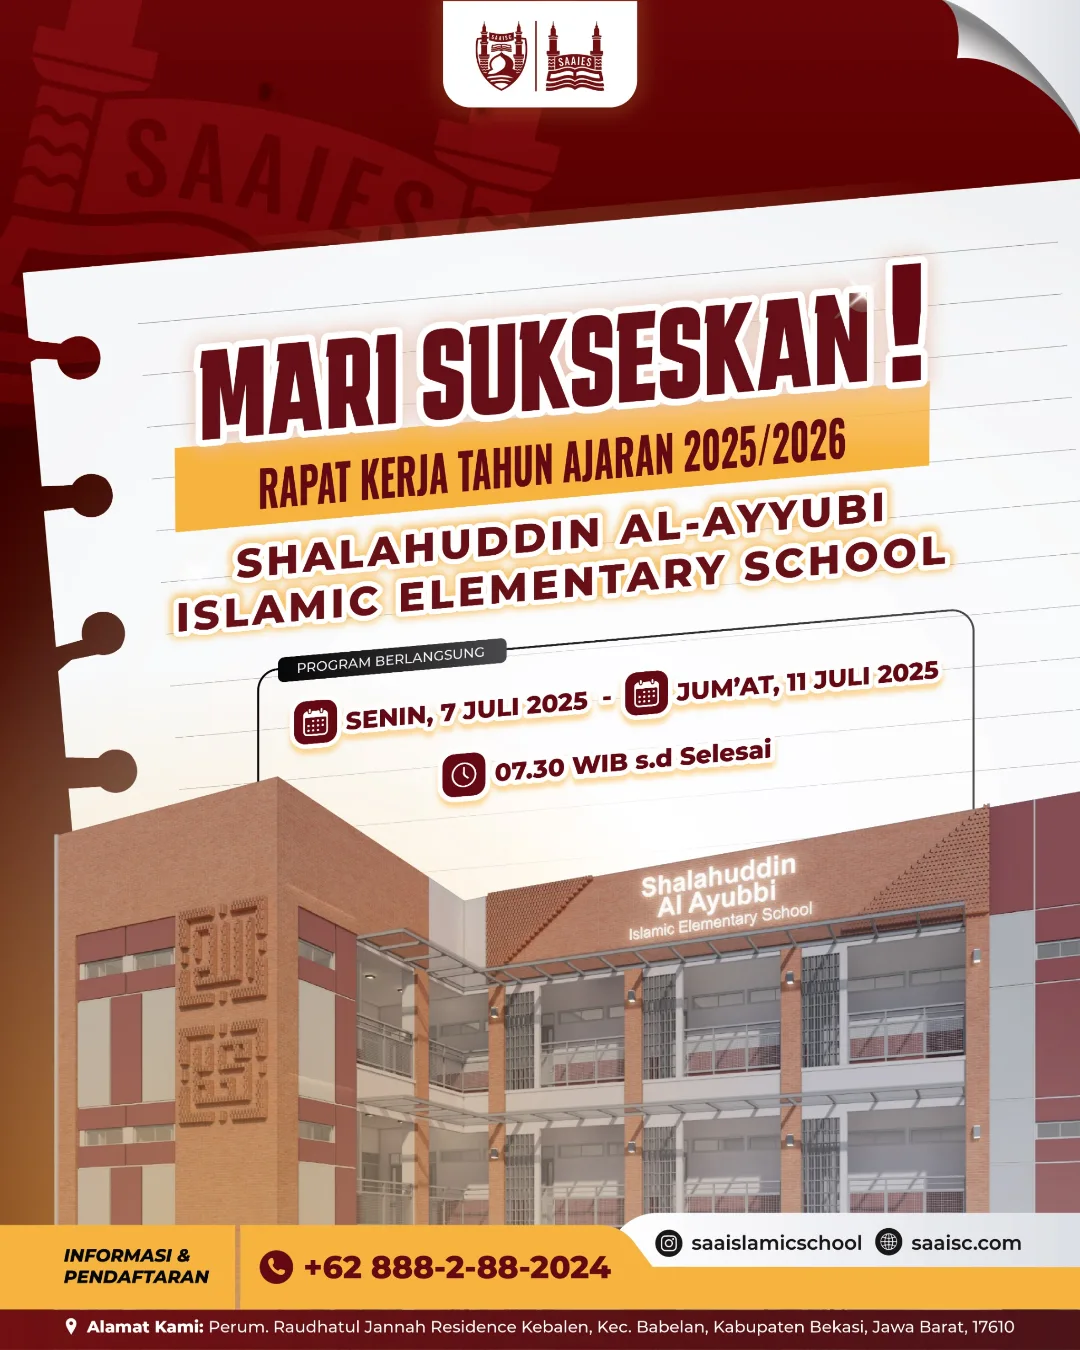 SAAISC
SAAIES
SAAIES
MARI SUKSESKAN!
RAPAT KERJA TAHUN AJARAN 2025/2026
SHALAHUDDIN AL-AYYUBI
ISLAMIC ELEMENTARY SCHOOL
PROGRAM BERLANGSUNG
SENIN, 7 JULI 2025 - JUM'AT, 11 JULI 2025
07.30 WIB s.d Selesai
Shalahuddin
Al Ayubbi
Islamic Elementary School
INFORMASI &
PENDAFTARAN
+62 888-2-88-2024
saaislamicschool saaisc.com
Alamat Kami: Perum. Raudhatul Jannah Residence Kebalen, Kec. Babelan, Kabupaten Bekasi, Jawa Barat, 17610